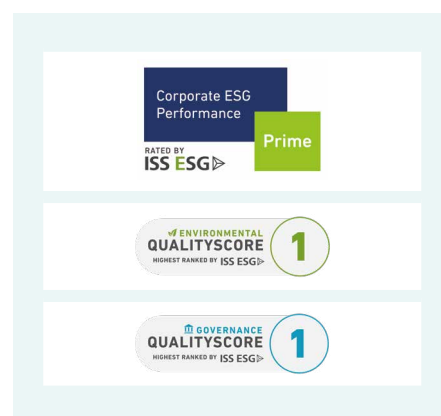 Corporate ESG
Performance
Prime
RATED BY
ISS ESG
ENVIRONMENTAL
QUALITYSCORE
HIGHEST RANKED BY ISS ESG
1
GOVERNANCE
QUALITYSCORE
HIGHEST RANKED BY ISS ESG
1